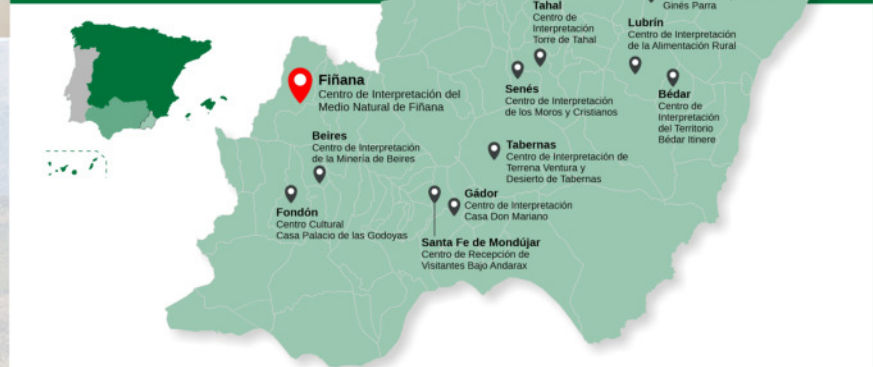 Ginés Parra
Tahal
Centro de
Interpretación
Torre de Tahal
Lubrín
Centro de Interpretación
de la Alimentación Rural
Fiñana
Centro de Interpretación del
Medio Natural de Fiñana
Senés
Centro de Interpretación
de los Moros y Cristianos
Bédar
Centro de
Interpretación
del Territorio
Bédar Itinere
Beires
Centro de Interpretación
de la Minería de Beires
Tabernas
Centro de Interpretación de
Terrena Ventura y
Desierto de Tabernas
Gádor
Centro de Interpretación
Casa Don Mariano
Fondón
Centro Cultural
Casa Palacio de las Godoyas
Santa Fe de Mondújar
Centro de Recepción de
Visitantes Bajo Andarax